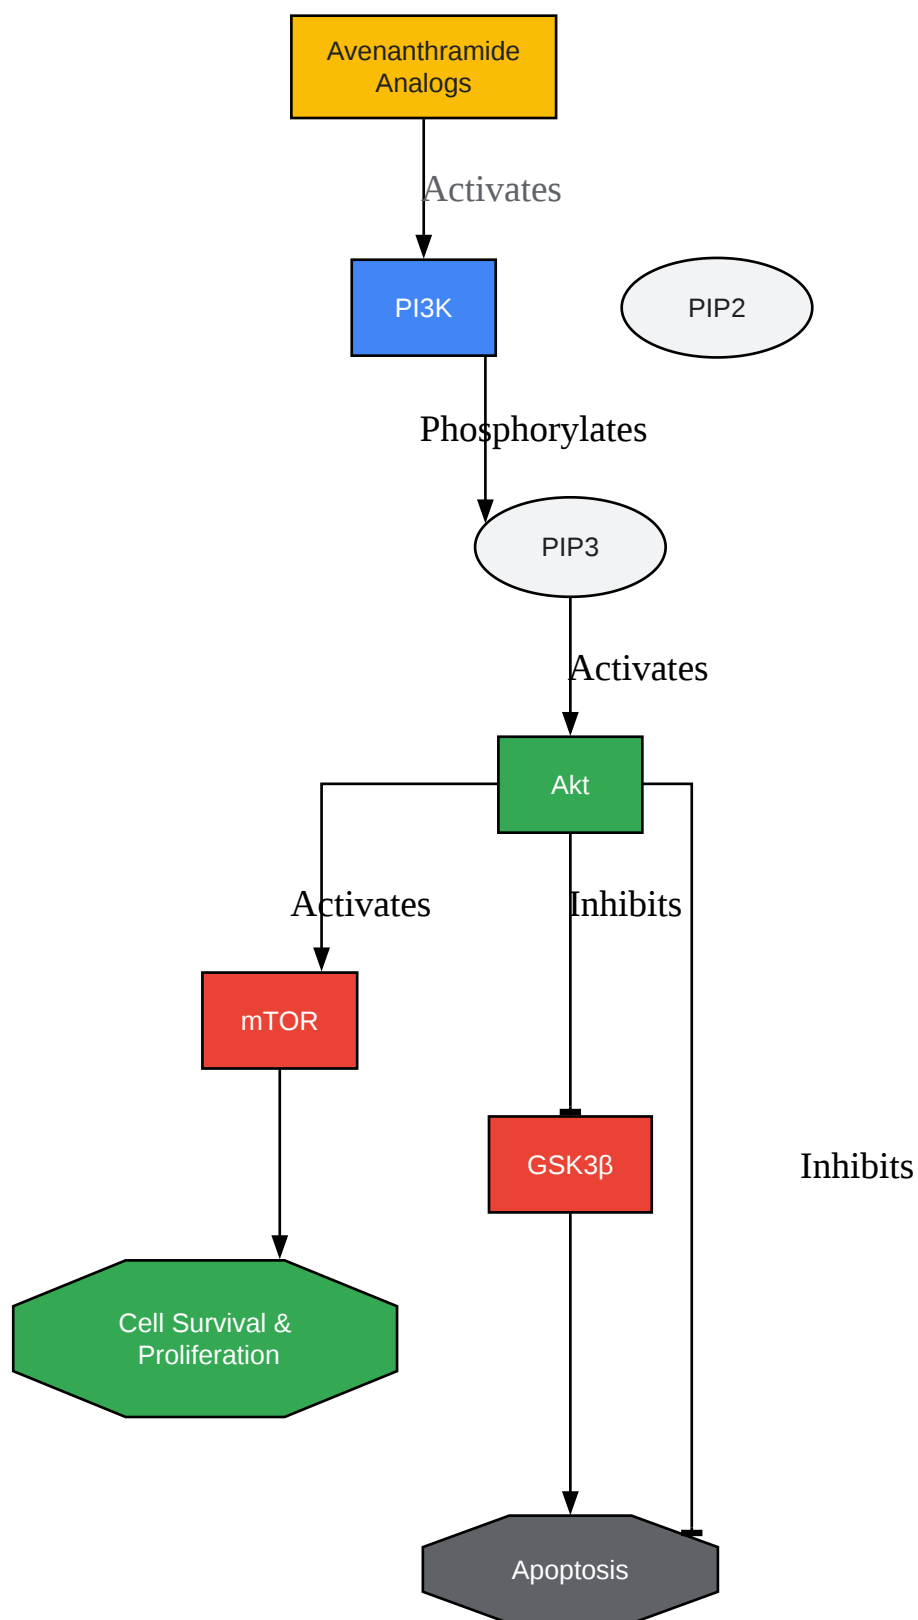 Avenanthramide
Analogs
Activates
PI3K
PIP2
Phosphorylates
PIP3
Activates
Akt
Activates
Inhibits
mTOR
GSK3β
Inhibits
Cell Survival &
Proliferation
Apoptosis